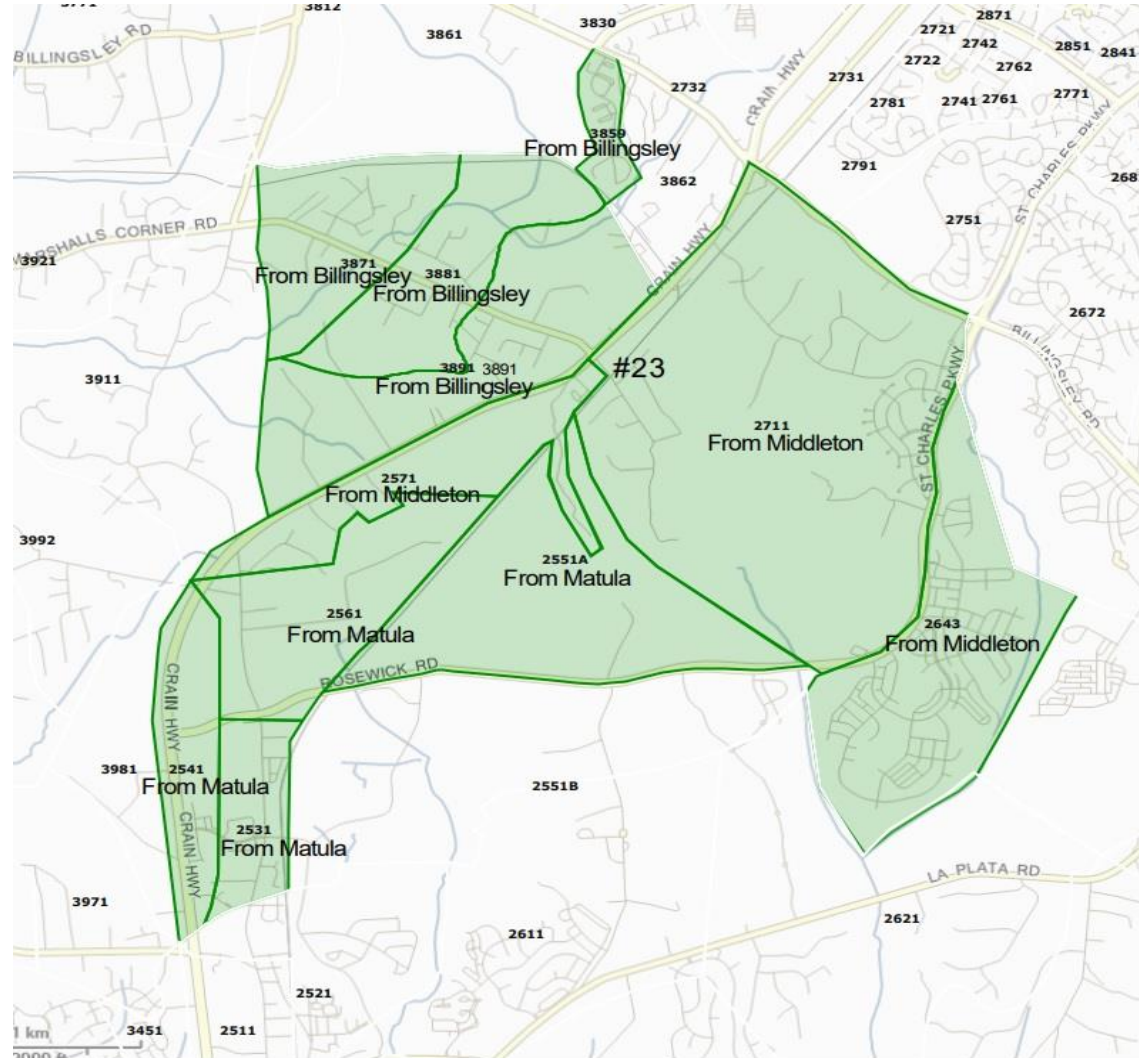 3771
3812
3830
3861
2871
2721
2742
2851
2841
2722
2762
BILLINGSLEY RD
CRAIN HWY
2731
2732
2781
2741
2761
2771
ST CHARLES PKWY
3859
From Billingsley
3862
2791
2751
MARSHALLS CORNER RD
3921
3871
From Billingsley
3881
From Billingsley
CRAIN HWY
2672
BILLINGSLEY RD
3911
3891
3891
From Billingsley
#23
ST CHARLES PKWY
2711
From Middleton
2571
From Middleton
3992
2551A
From Matula
2561
From Matula
2643
From Middleton
ROSEWICK RD
CRAIN HWY
3981
2541
From Matula
2551B
2531
From Matula
CRAIN HWY
LA PLATA RD
3971
2611
2621
2521
1 km
3451
2511
2000 ft